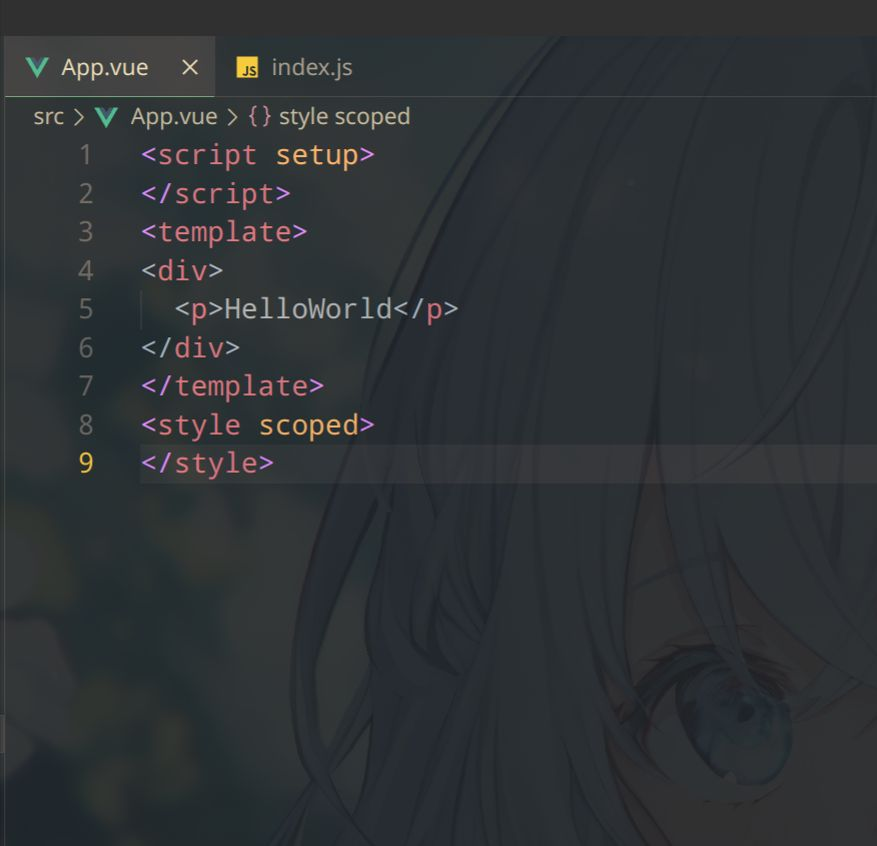 App.vue × JS index.js
src > App.vue > {} style scoped
1 <script setup>
2 </script>
3 <template>
4 <div>
5   <p>HelloWorld</p>
6 </div>
7 </template>
8 <style scoped>
9 </style>